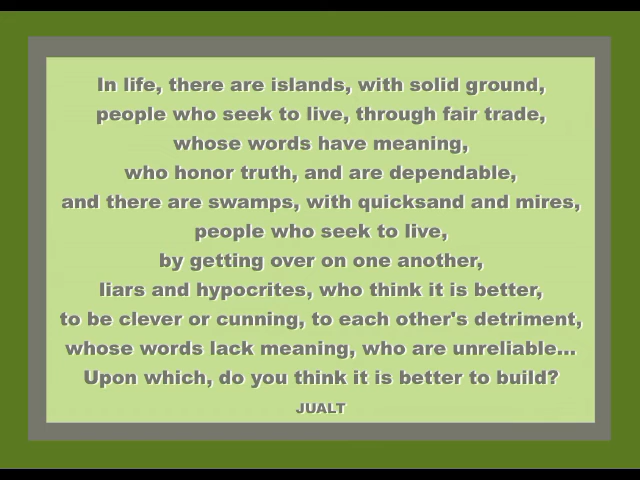 In life, there are islands, with solid ground,
people who seek to live, through fair trade,
whose words have meaning,
who honor truth, and are dependable,
and there are swamps, with quicksand and mires,
people who seek to live,
by getting over on one another,
liars and hypocrites, who think it is better,
to be clever or cunning, to each other's detriment,
whose words lack meaning, who are unreliable...
Upon which, do you think it is better to build?
JUALT